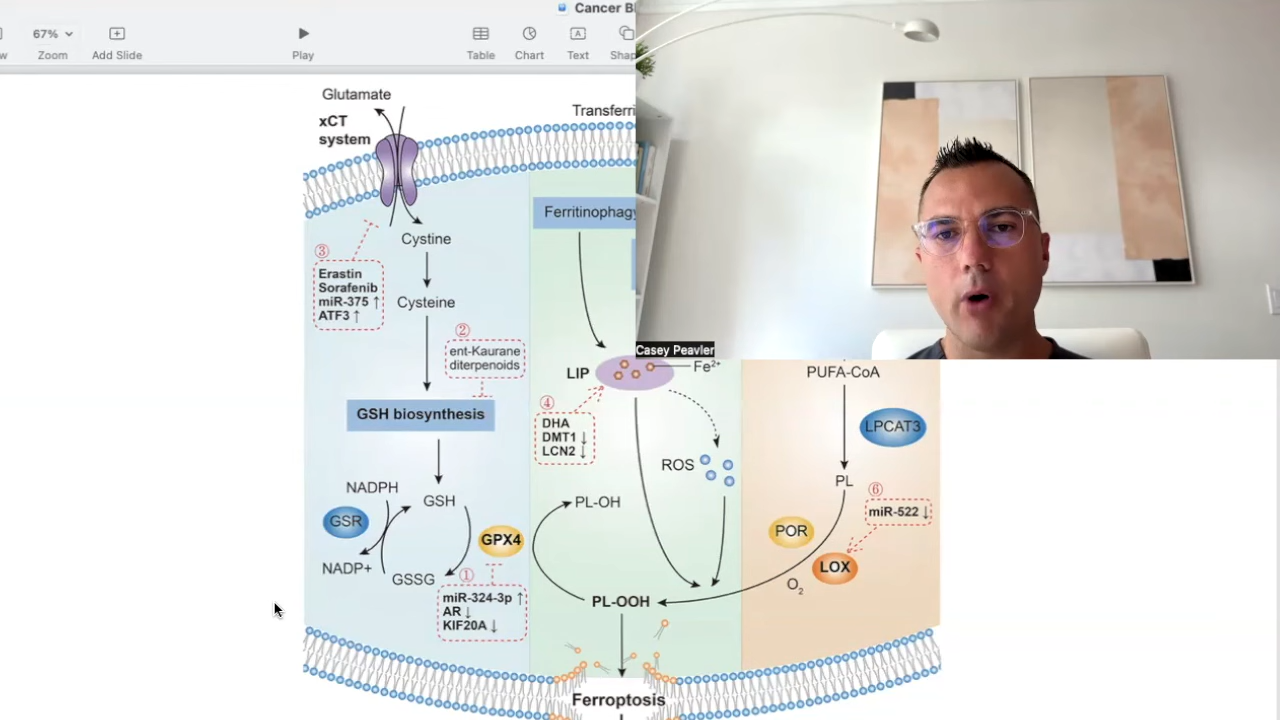 Cancer
67%
Zoom
Add Slide
Play
Table
Chart
Text
Glutamate
xCT
system
Cystine
③
Erastin
Sorafenib
miR-375 ↑
ATF3 ↑
Cysteine
②
ent-Kaurane
diterpenoids
GSH biosynthesis
NADPH
GSH
GSR
GPX4
NADP+
GSSG
①
miR-324-3p ↑
AR ↓
KIF20A ↓
Ferritinophagy
LIP
Fe²⁺
④
DHA
DMT1 ↓
LCN2 ↓
ROS
PL-OH
PL-OOH
Ferroptosis
Casey Peavler
PUFA-CoA
LPCAT3
PL
⑥
miR-522 ↓
POR
LOX
O₂